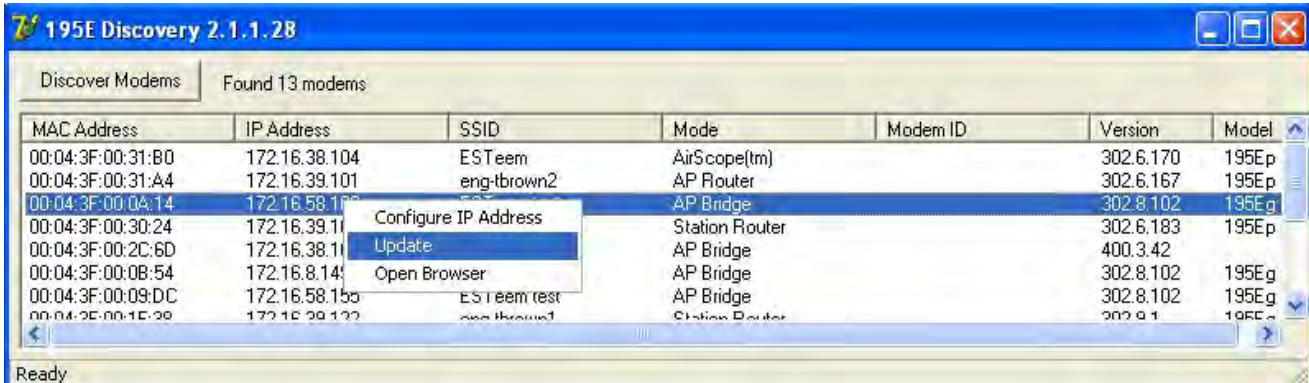 195E Discovery 2.1.1.28
Discover Modems Found 13 modems
MAC Address IP Address SSID Mode Modem ID Version Model
00:04:3F:00:31:B0 172.16.38.104 ESTeem AirScope(tm) 302.6.170 195Ep
00:04:3F:00:31:A4 172.16.39.101 eng-tbrown2 AP Router 302.6.167 195Ep
00:04:3F:00:0A:14 AP Bridge 302.8.102 195Eg
00:04:3F:00:30:24 Station Router 302.6.183 195Ep
00:04:3F:00:2C:6D AP Bridge 400.3.42
00:04:3F:00:0B:54 AP Bridge 302.8.102 195Eg
00:04:3F:00:09:DC 172.16.58.155 ESTeem test AP Bridge 302.8.102 195Eg
Station Router
Configure IP Address
Update
Open Browser
Ready